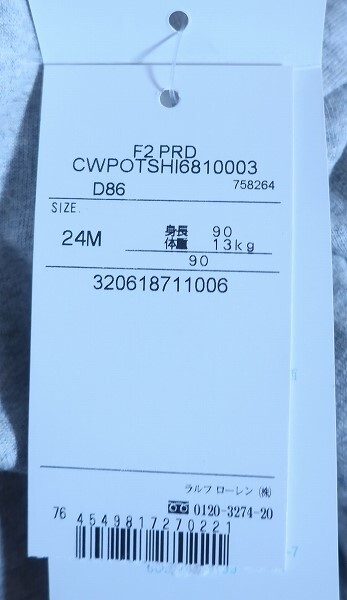 F2 PRD
CWPOTSHI6810003
D86 758264
SIZE.
24M 身長 90
体重 13kg
90
320618711006
ラルフ ローレン ㈱
0120-3274-20
76 4549817270221